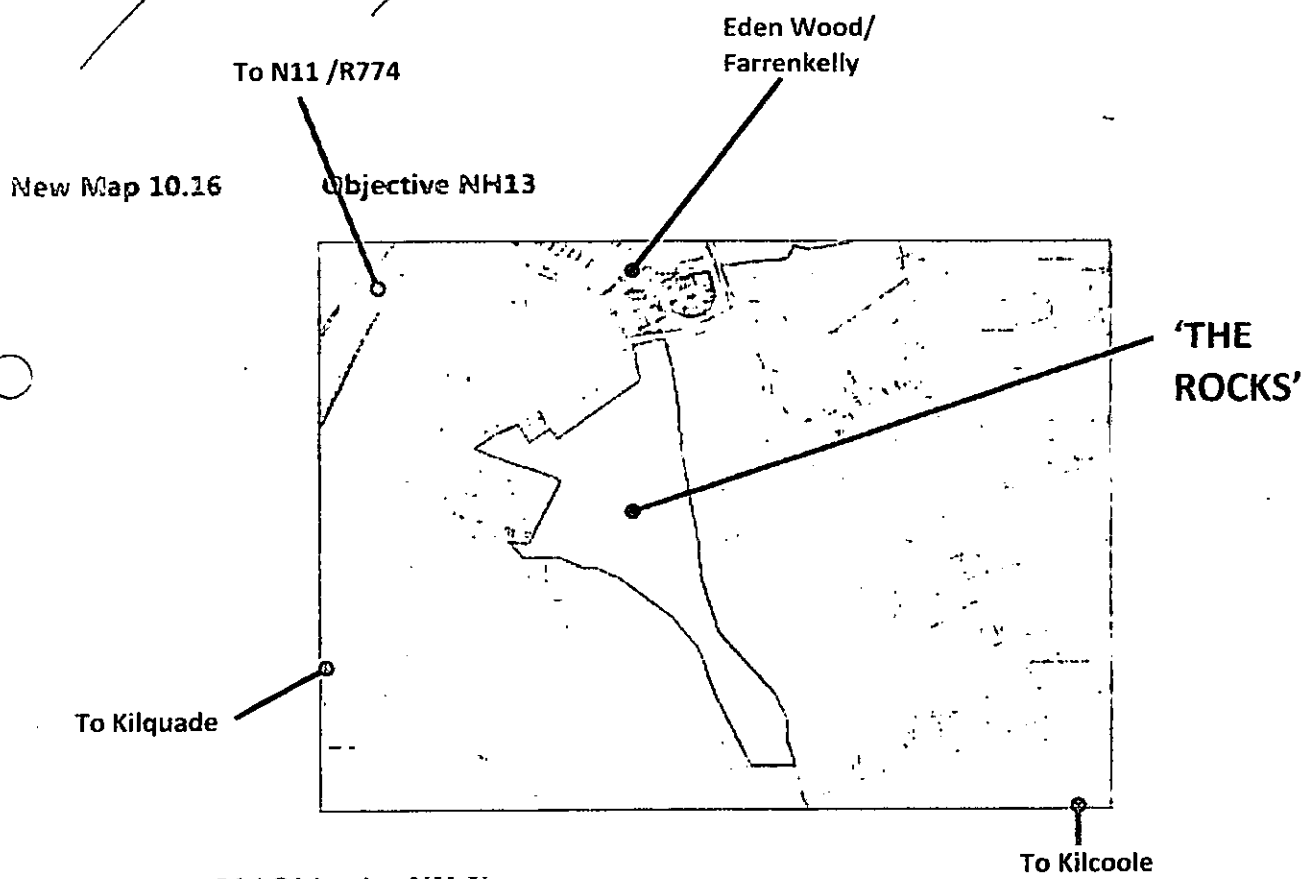 Eden Wood/
Farrenkelly
To N11 /R774
New Map 10.16 Objective NH13
'THE
ROCKS'
To Kilquade
To Kilcoole